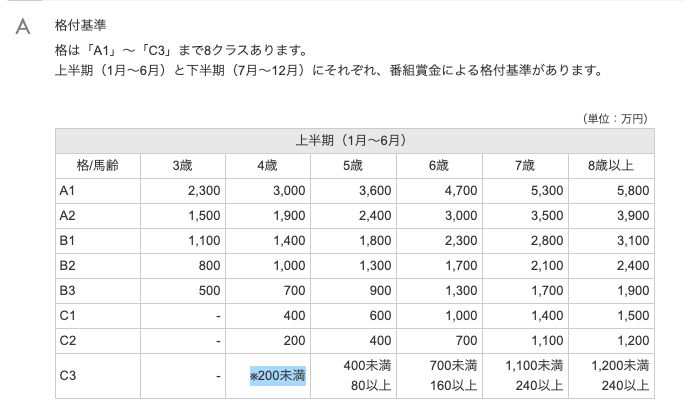 A
格付基準
格は「A1」～「C3」まで8クラスあります。
上半期（1月～6月）と下半期（7月～12月）にそれぞれ、番組賞金による格付基準があります。
（単位：万円）
上半期（1月～6月）
格/馬齢 3歳 4歳 5歳 6歳 7歳 8歳以上
A1 2,300 3,000 3,600 4,700 5,300 5,800
A2 1,500 1,900 2,400 3,000 3,500 3,900
B1 1,100 1,400 1,800 2,300 2,800 3,100
B2 800 1,000 1,300 1,700 2,100 2,400
B3 500 700 900 1,300 1,700 1,900
C1 - 400 600 1,000 1,400 1,500
C2 - 200 400 700 1,100 1,200
C3 - ※200未満 400未満 700未満 1,100未満 1,200未満
80以上 160以上 240以上 240以上